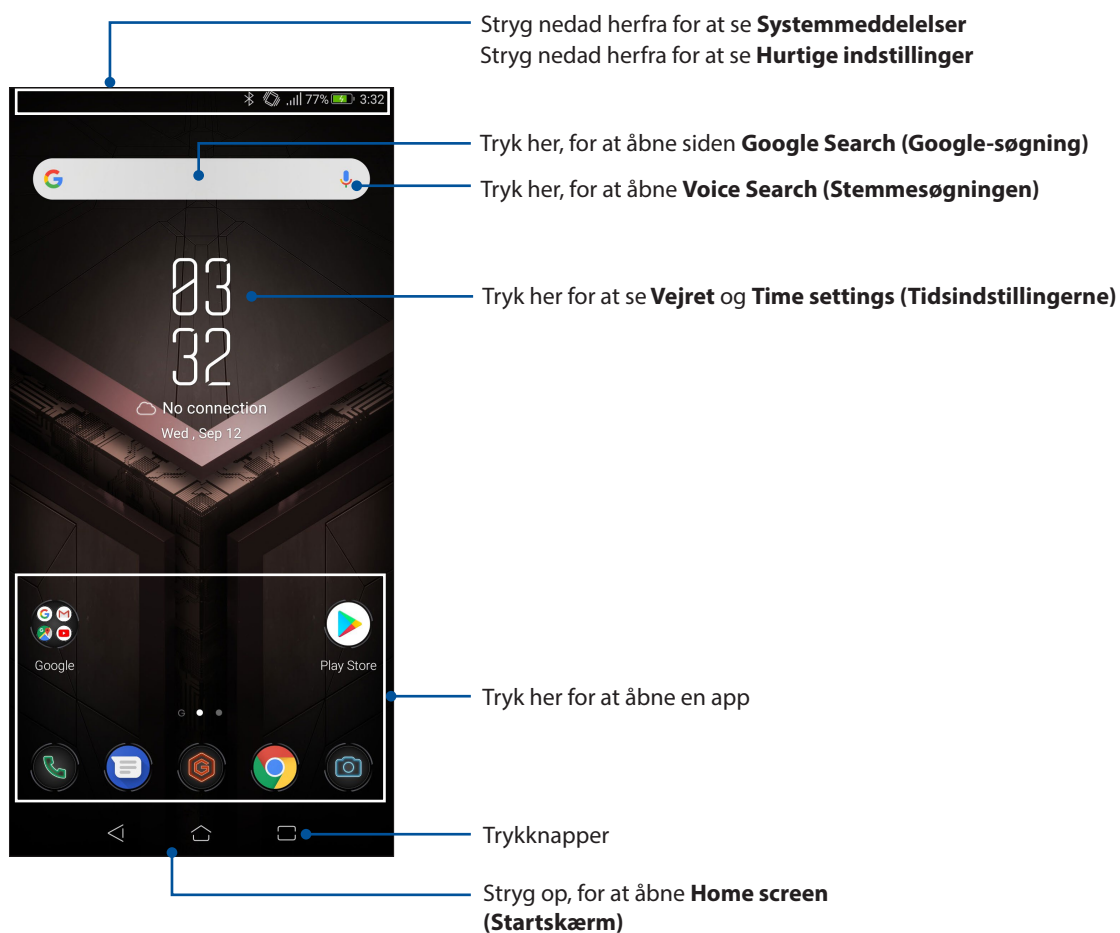 Stryg nedad herfra for at se Systemmeddelelser
Stryg nedad herfra for at se Hurtige indstillinger
77% 3:32
Tryk her, for at åbne siden Google Search (Google-søgning)
Tryk her, for at åbne Voice Search (Stemmesøgningen)
03
32
Tryk her for at se Vejret og Time settings (Tidsindstillingerne)
No connection
Wed , Sep 12
Google
Play Store
Tryk her for at åbne en app
Trykknapper
Stryg op, for at åbne Home screen
(Startskærm)